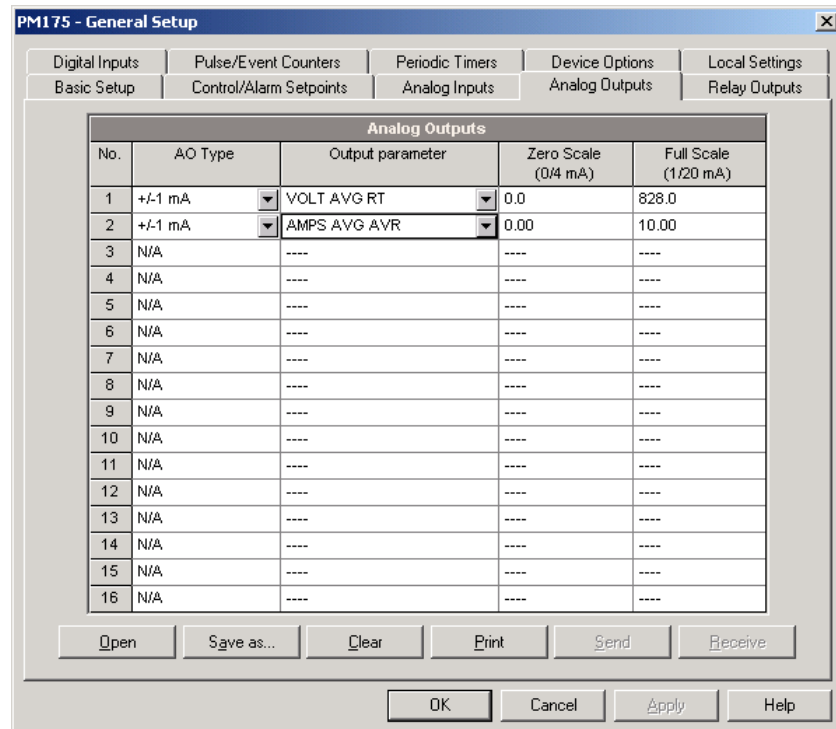 PM175 - General Setup
Digital Inputs Pulse/Event Counters Periodic Timers Device Options Local Settings
Basic Setup Control/Alarm Setpoints Analog Inputs Analog Outputs Relay Outputs
Analog Outputs
No. AO Type Output parameter Zero Scale (0/4 mA) Full Scale (1/20 mA)
1 +/-1 mA VOLT AVG RT 0.0 828.0
2 +/-1 mA AMPS AVG AVR 0.00 10.00
3 N/A ---- ---- ----
4 N/A ---- ---- ----
5 N/A ---- ---- ----
6 N/A ---- ---- ----
7 N/A ---- ---- ----
8 N/A ---- ---- ----
9 N/A ---- ---- ----
10 N/A ---- ---- ----
11 N/A ---- ---- ----
12 N/A ---- ---- ----
13 N/A ---- ---- ----
14 N/A ---- ---- ----
15 N/A ---- ---- ----
16 N/A ---- ---- ----
Open Save as... Clear Print Send Receive
OK Cancel Apply Help